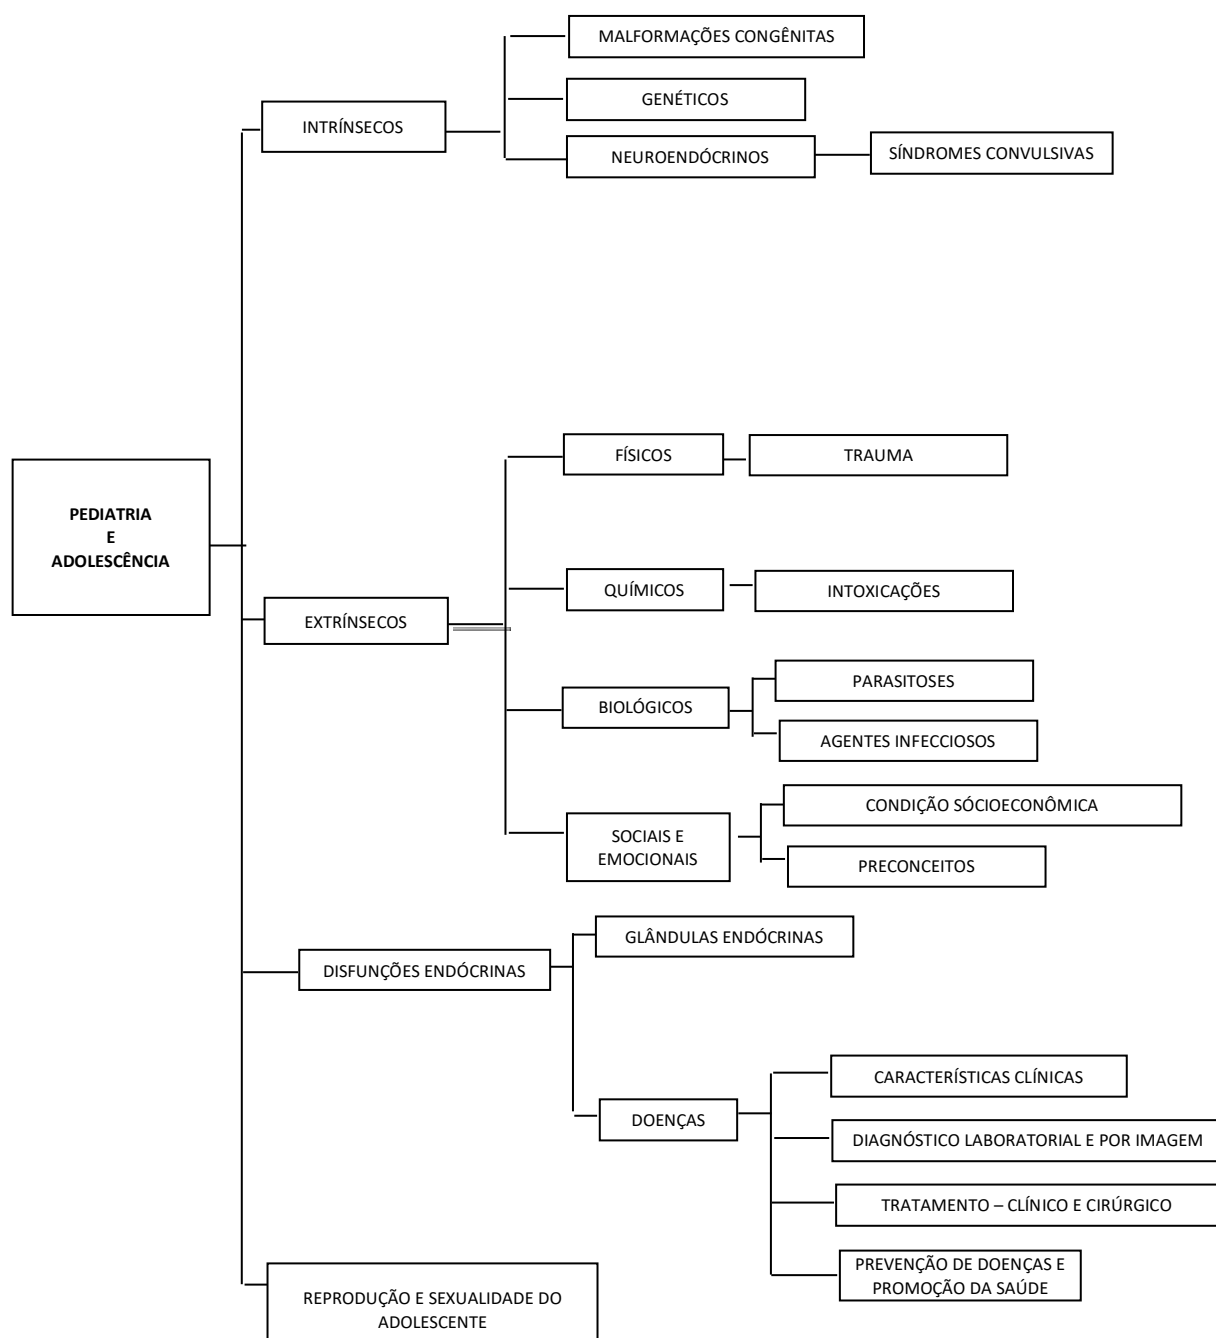 MALFORMAÇÕES CONGÊNITAS
GENÉTICOS
INTRÍNSECOS
NEUROENDÓCRINOS
SÍNDROMES CONVULSIVAS
FÍSICOS
TRAUMA
PEDIATRIA
E
ADOLESCÊNCIA
QUÍMICOS
INTOXICAÇÕES
EXTRÍNSECOS
PARASITOSES
BIOLÓGICOS
AGENTES INFECCIOSOS
CONDIÇÃO SÓCIOECONÔMICA
SOCIAIS E
EMOCIONAIS
PRECONCEITOS
GLÂNDULAS ENDÓCRINAS
DISFUNÇÕES ENDÓCRINAS
CARACTERÍSTICAS CLÍNICAS
DOENÇAS
DIAGNÓSTICO LABORATORIAL E POR IMAGEM
TRATAMENTO – CLÍNICO E CIRÚRGICO
PREVENÇÃO DE DOENÇAS E
PROMOÇÃO DA SAÚDE
REPRODUÇÃO E SEXUALIDADE DO
ADOLESCENTE